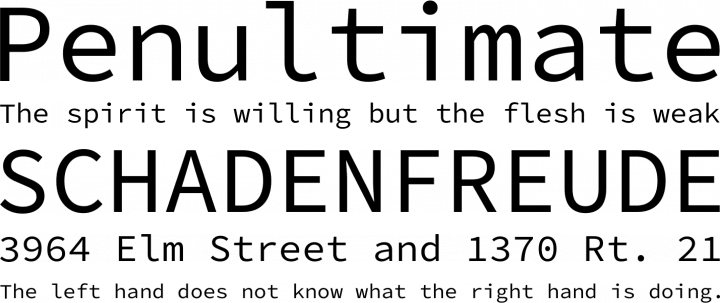 Penultimate
The spirit is willing but the flesh is weak
SCHADENFREUDE
3964 Elm Street and 1370 Rt. 21
The left hand does not know what the right hand is doing.